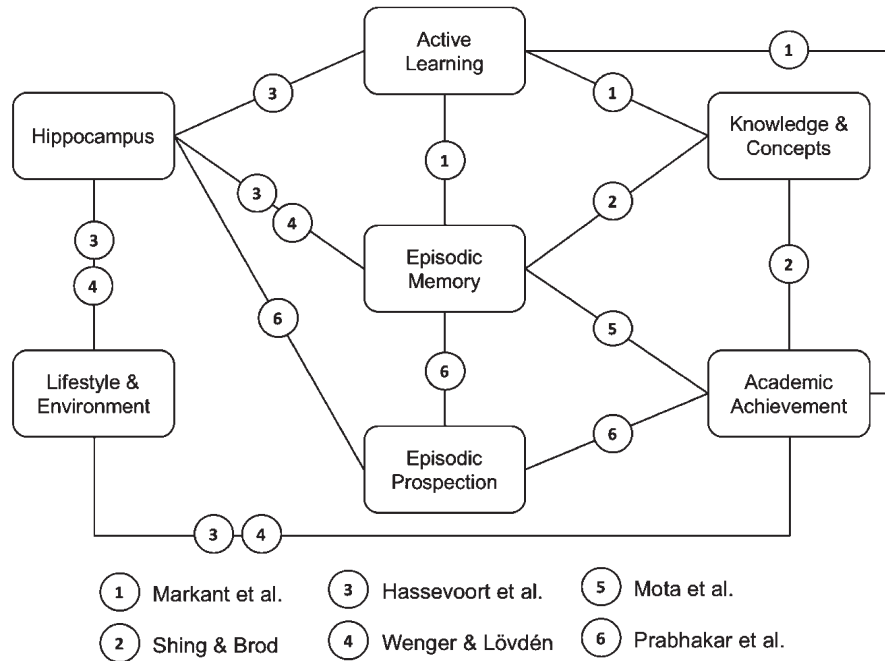 Active
Learning
1
3
1
Hippocampus
Knowledge &
Concepts
1
3
2
4
3
Episodic
Memory
2
4
6
5
Lifestyle &
Environment
6
Academic
Achievement
6
Episodic
Prospection
3 4
1 Markant et al.
3 Hassevoort et al.
5 Mota et al.
2 Shing & Brod
4 Wenger & Lövdén
6 Prabhakar et al.